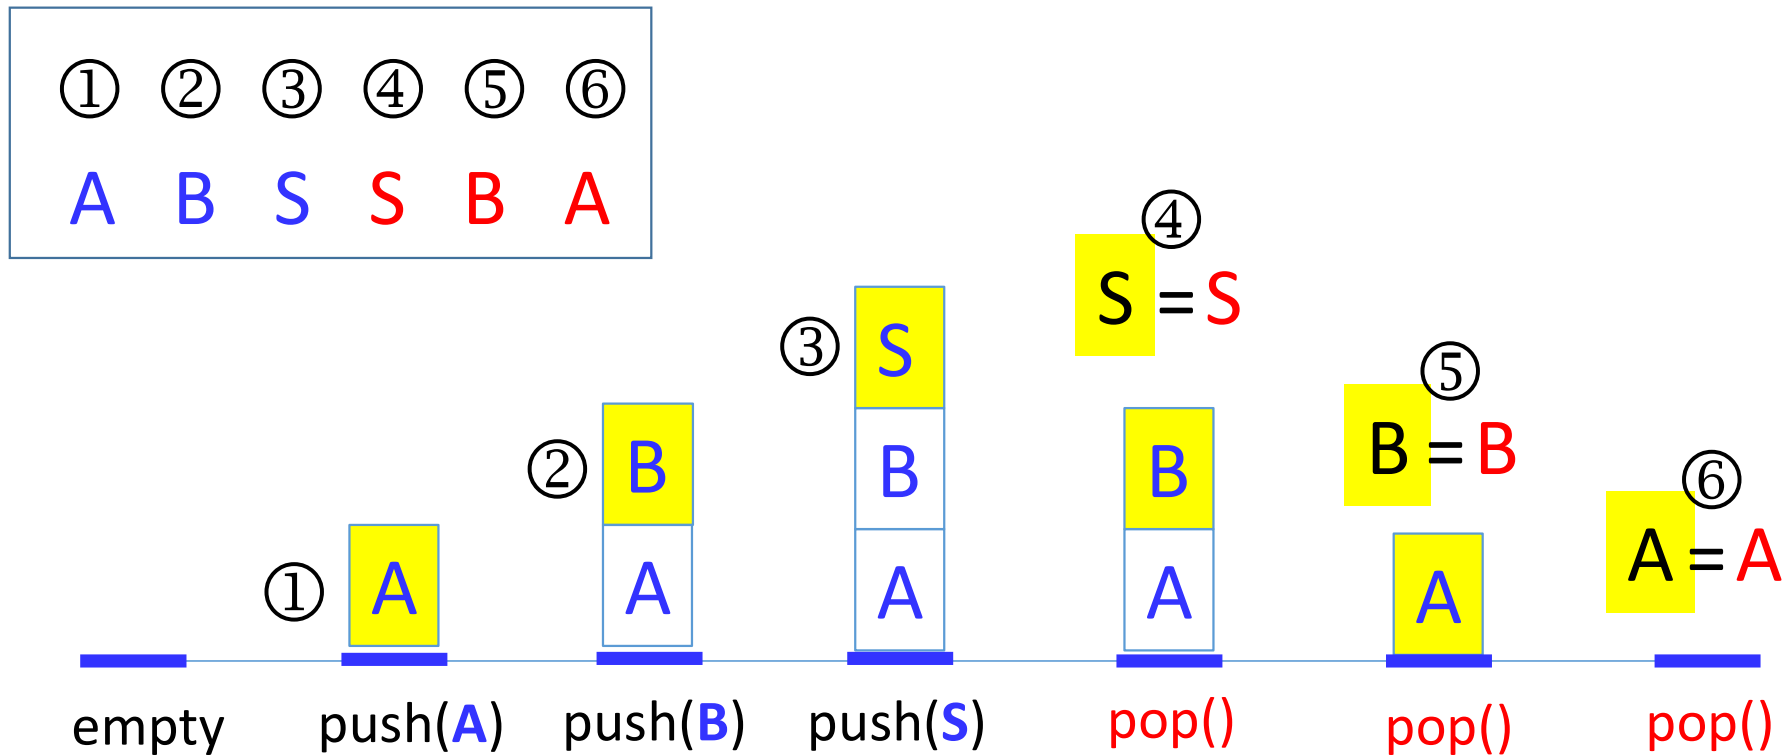 ① ② ③ ④ ⑤ ⑥
A B S S B A
④
S = S
③ S
⑤
B = B
② B
B
B
⑥
A = A
① A
A
A
A
A
empty
push(A)
push(B)
push(S)
pop()
pop()
pop()